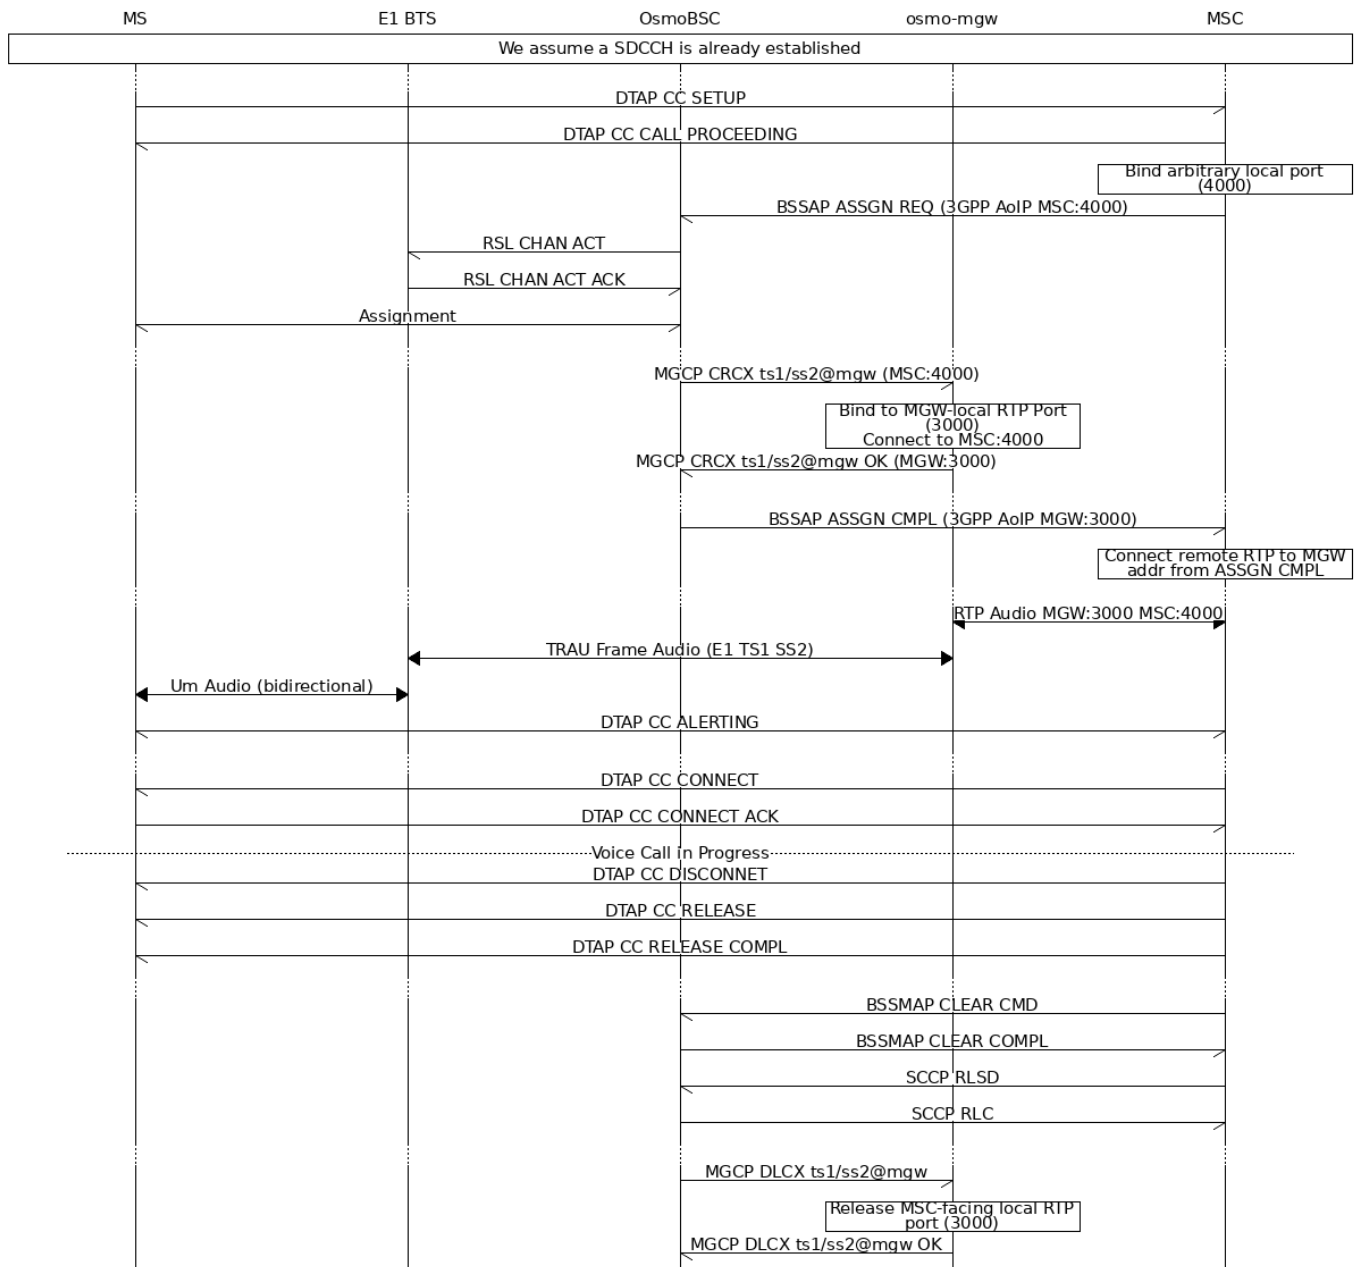 MS E1 BTS OsmoBSC osmo-mgw MSC
We assume a SDCCH is already established
DTAP CC SETUP
DTAP CC CALL PROCEEDING
Bind arbitrary local port
(4000)
BSSAP ASSGN REQ (3GPP AoIP MSC:4000)
RSL CHAN ACT
RSL CHAN ACT ACK
Assignment
MGCP CRCX ts1/ss2@mgw (MSC:4000)
Bind to MGW-local RTP Port
(3000)
Connect to MSC:4000
MGCP CRCX ts1/ss2@mgw OK (MGW:3000)
BSSAP ASSGN CMPL (3GPP AoIP MGW:3000)
Connect remote RTP to MGW
addr from ASSGN CMPL
RTP Audio MGW:3000 MSC:4000
TRAU Frame Audio (E1 TS1 SS2)
Um Audio (bidirectional)
DTAP CC ALERTING
DTAP CC CONNECT
DTAP CC CONNECT ACK
Voice Call in Progress
DTAP CC DISCONNET
DTAP CC RELEASE
DTAP CC RELEASE COMPL
BSSMAP CLEAR CMD
BSSMAP CLEAR COMPL
SCCP RLSD
SCCP RLC
MGCP DLCX ts1/ss2@mgw
Release MSC-facing local RTP
port (3000)
MGCP DLCX ts1/ss2@mgw OK